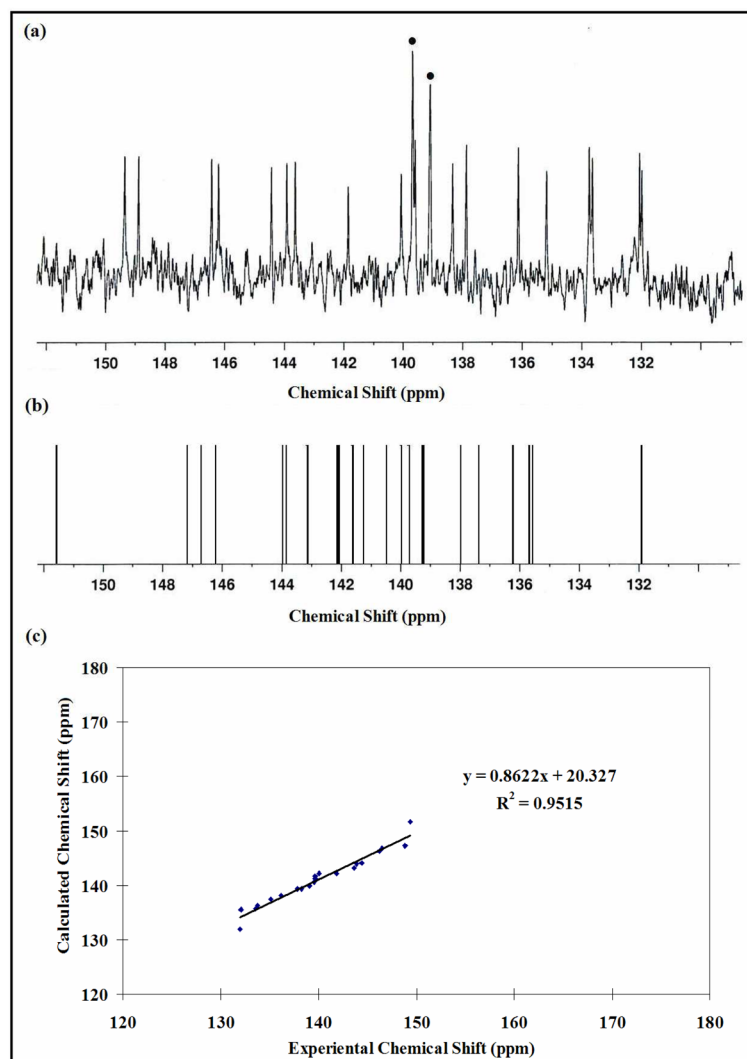 (a)
150 148 146 144 142 140 138 136 134 132
Chemical Shift (ppm)
(b)
150 148 146 144 142 140 138 136 134 132
Chemical Shift (ppm)
(c)
180
170
160
150
140
130
120
Calculated Chemical Shift (ppm)
y = 0.8622x + 20.327
R² = 0.9515
120 130 140 150 160 170 180
Experiental Chemical Shift (ppm)